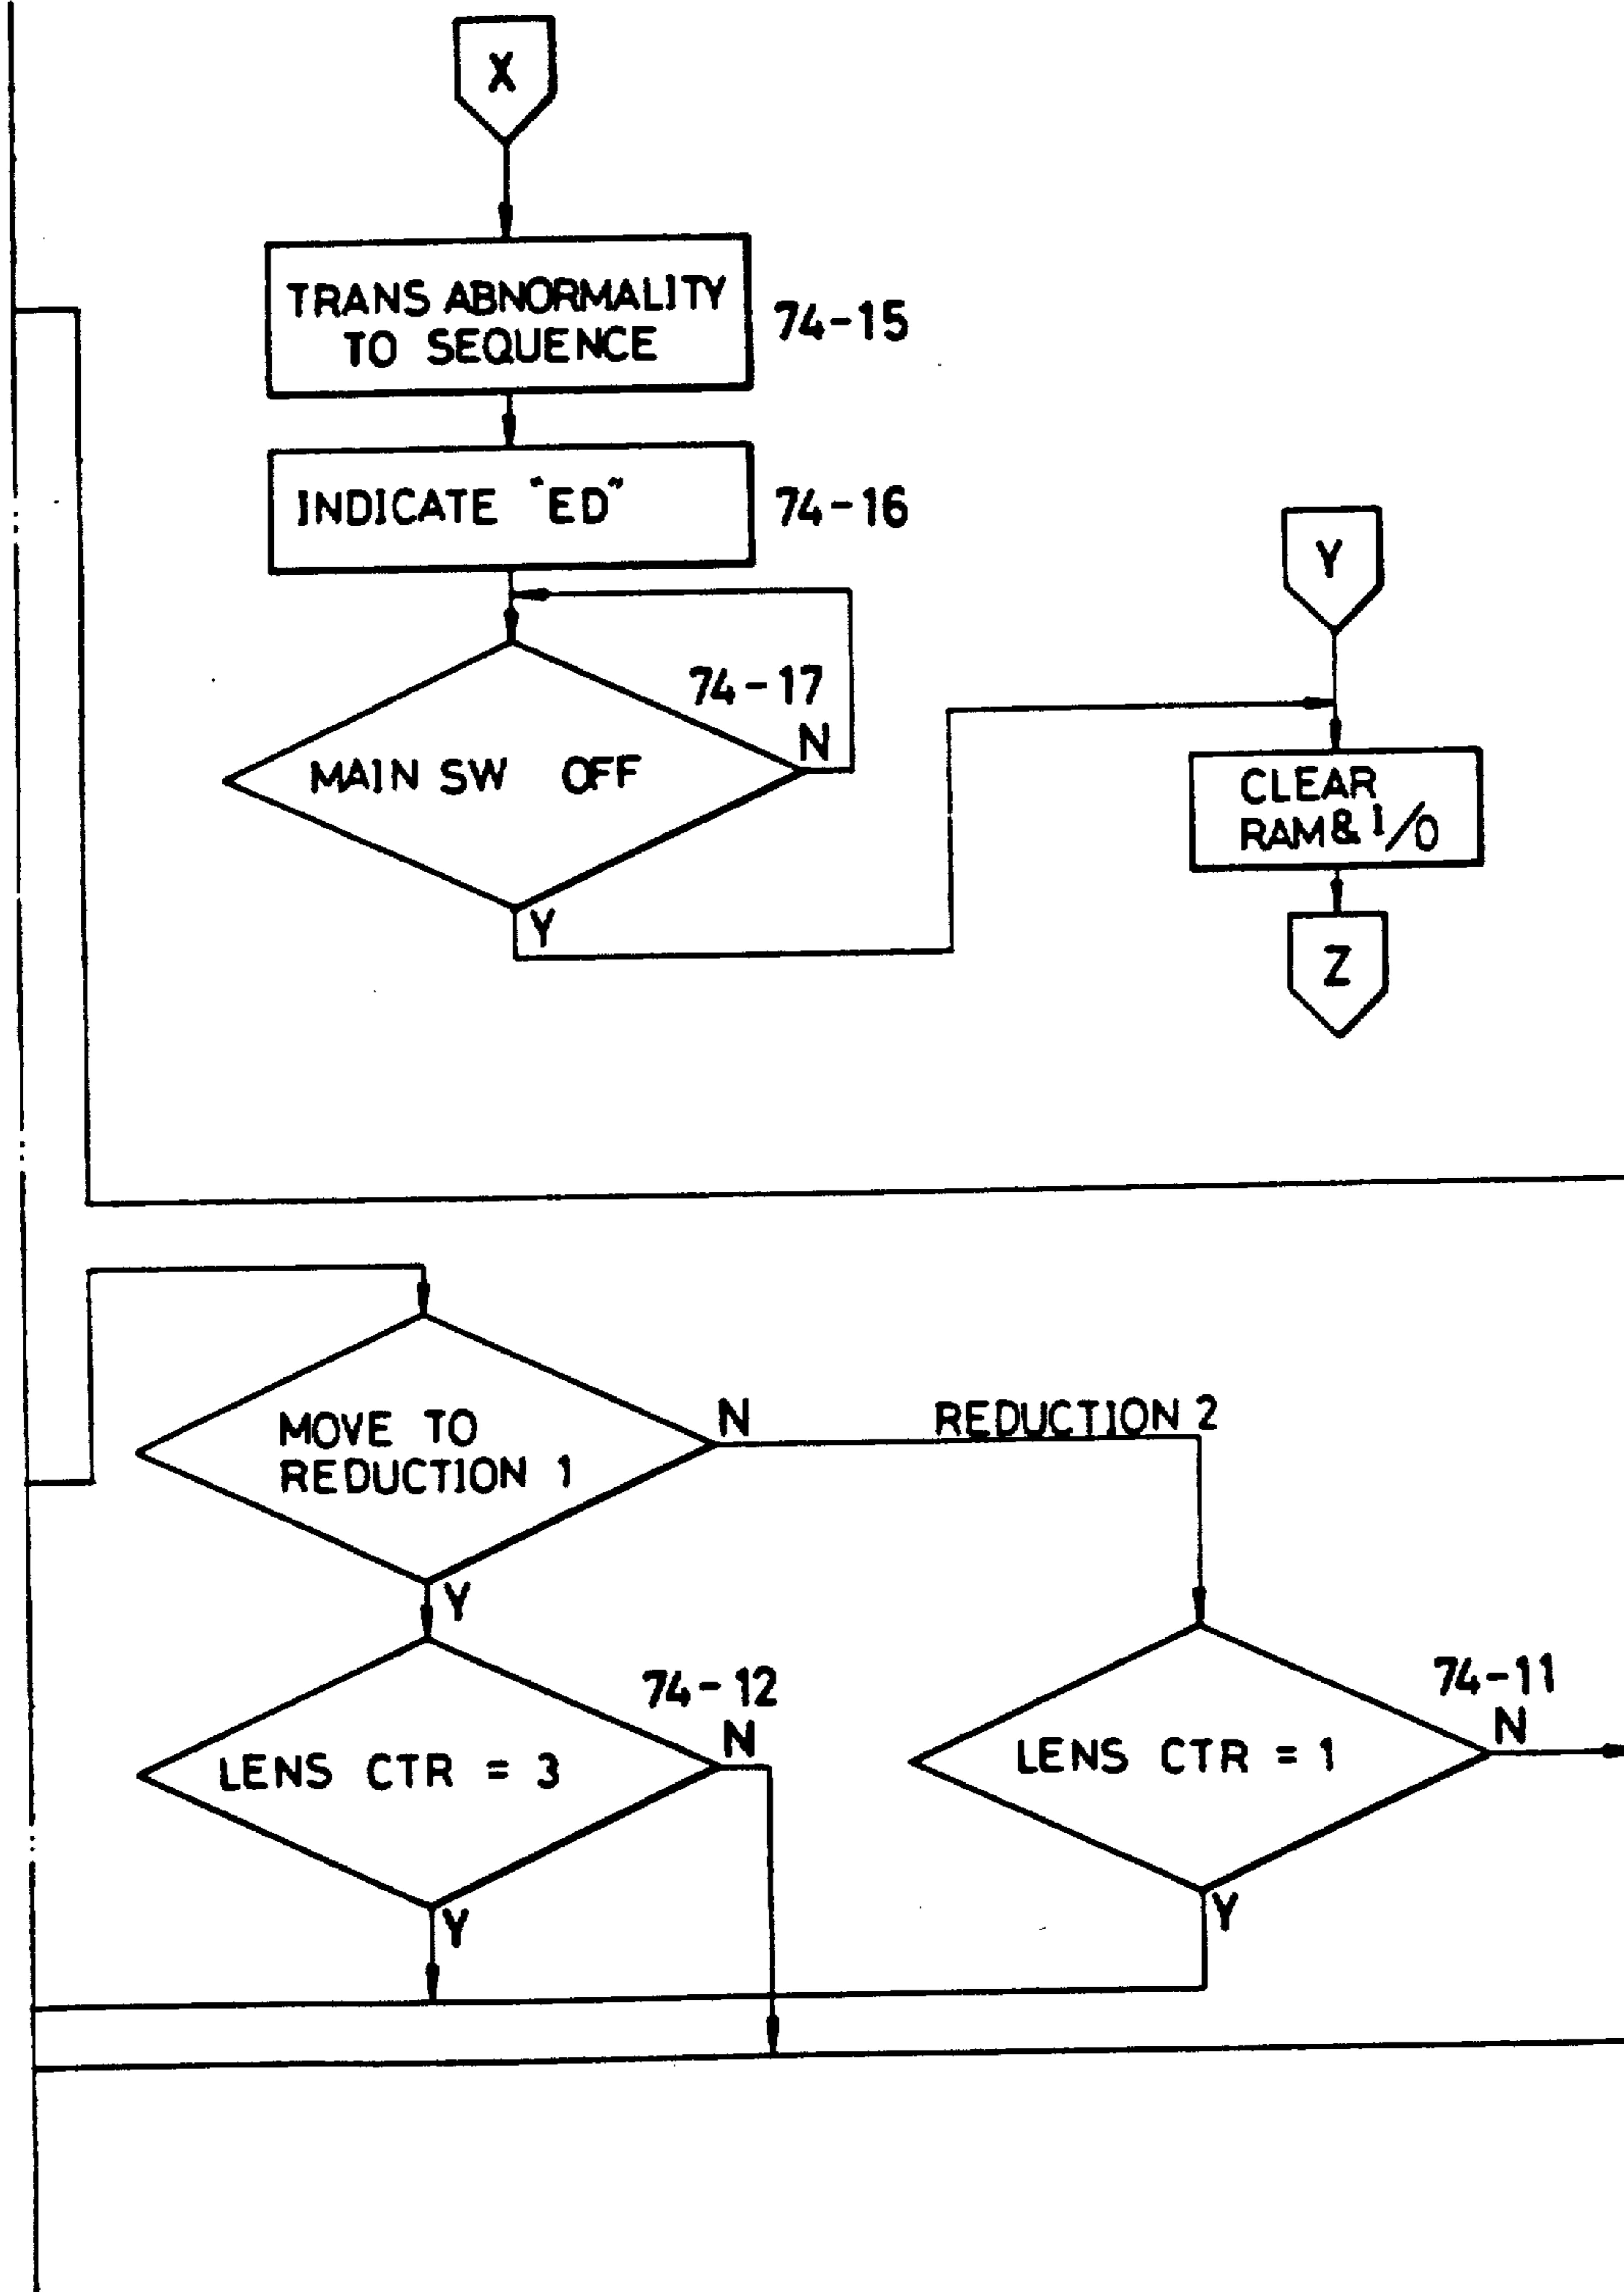 X
TRANS ABNORMALITY
TO SEQUENCE
74-15
INDICATE "ED"
74-16
74-17
MAIN SW OFF
N
Y
Y
CLEAR
RAM & I/O
Z
MOVE TO
REDUCTION 1
N
REDUCTION 2
Y
74-12
LENS CTR = 3
N
Y
74-11
LENS CTR = 1
N
Y